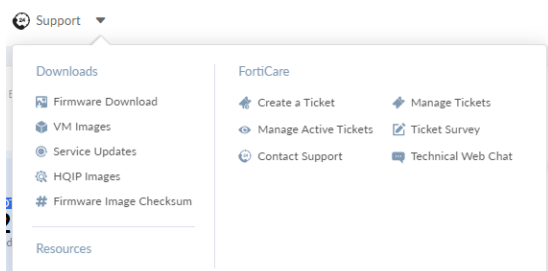 24 Support
Downloads
Firmware Download
VM Images
Service Updates
HQIP Images
Firmware Image Checksum
Resources
FortiCare
Create a Ticket
Manage Tickets
Manage Active Tickets
Ticket Survey
Contact Support
Technical Web Chat